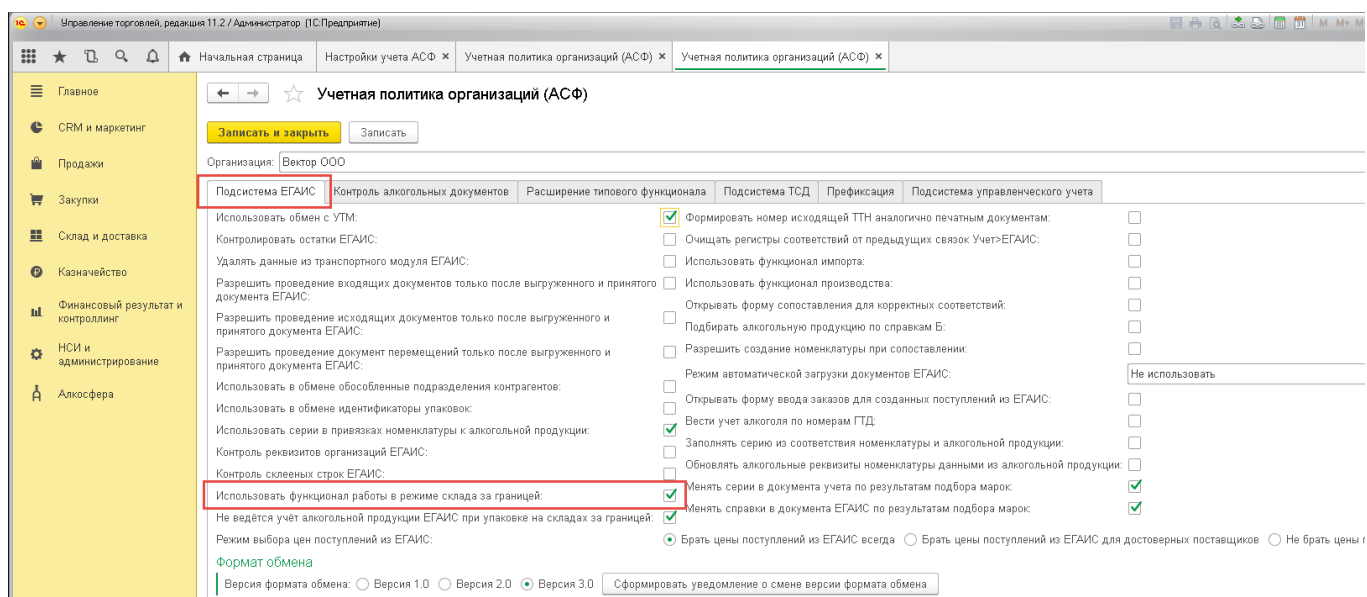 Управление торговлей, редакция 11.2 / Администратор (1С:Предприятие)
M M+ M
Начальная страница
Настройки учета АСФ ×
Учетная политика организаций (АСФ) ×
Учетная политика организаций (АСФ) ×
Главное
CRM и маркетинг
Продажи
Закупки
Склад и доставка
Казначейство
Финансовый результат и
контроллинг
НСИ и
администрирование
Алкосфера
Учетная политика организаций (АСФ)
Записать и закрыть
Записать
Организация: Вектор ООО
Подсистема ЕГАИС
Контроль алкогольных документов
Расширение типового функционала
Подсистема ТСД
Префиксация
Подсистема управленческого учета
Использовать обмен с УТМ:
Контролировать остатки ЕГАИС:
Удалять данные из транспортного модуля ЕГАИС:
Разрешить проведение входящих документов только после выгруженного и принятого
документа ЕГАИС:
Разрешить проведение исходящих документов только после выгруженного и
принятого документа ЕГАИС:
Разрешить проведение документ перемещений только после выгруженного и
принятого документа ЕГАИС:
Использовать в обмене обособленные подразделения контрагентов:
Использовать в обмене идентификаторы упаковок:
Использовать серии в привязках номенклатуры к алкогольной продукции:
Контроль реквизитов организаций ЕГАИС:
Контроль склееных строк ЕГАИС:
Использовать функционал работы в режиме склада за границей:
Не ведётся учёт алкогольной продукции ЕГАИС при упаковке на складах за границей:
Формировать номер исходящей ТТН аналогично печатным документам:
Очищать регистры соответствий от предыдущих связок Учет>ЕГАИС:
Использовать функционал импорта:
Использовать функционал производства:
Открывать форму сопоставления для корректных соответствий:
Подбирать алкогольную продукцию по справкам Б:
Разрешить создание номенклатуры при сопоставлении:
Режим автоматической загрузки документов ЕГАИС: Не использовать
Открывать форму ввода заказов для созданных поступлений из ЕГАИС:
Вести учет алкоголя по номерам ГТД:
Заполнять серию из соответствия номенклатуры и алкогольной продукции:
Обновлять алкогольные реквизиты номенклатуры данными из алкогольной продукции:
Менять серии в документа учета по результатам подбора марок:
Менять справки в документа ЕГАИС по результатам подбора марок:
Режим выбора цен поступлений из ЕГАИС: Брать цены поступлений из ЕГАИС всегда Брать цены поступлений из ЕГАИС для достоверных поставщиков Не брать цены
Формат обмена
Версия формата обмена: Версия 1.0 Версия 2.0 Версия 3.0 Сформировать уведомление о смене версии формата обмена